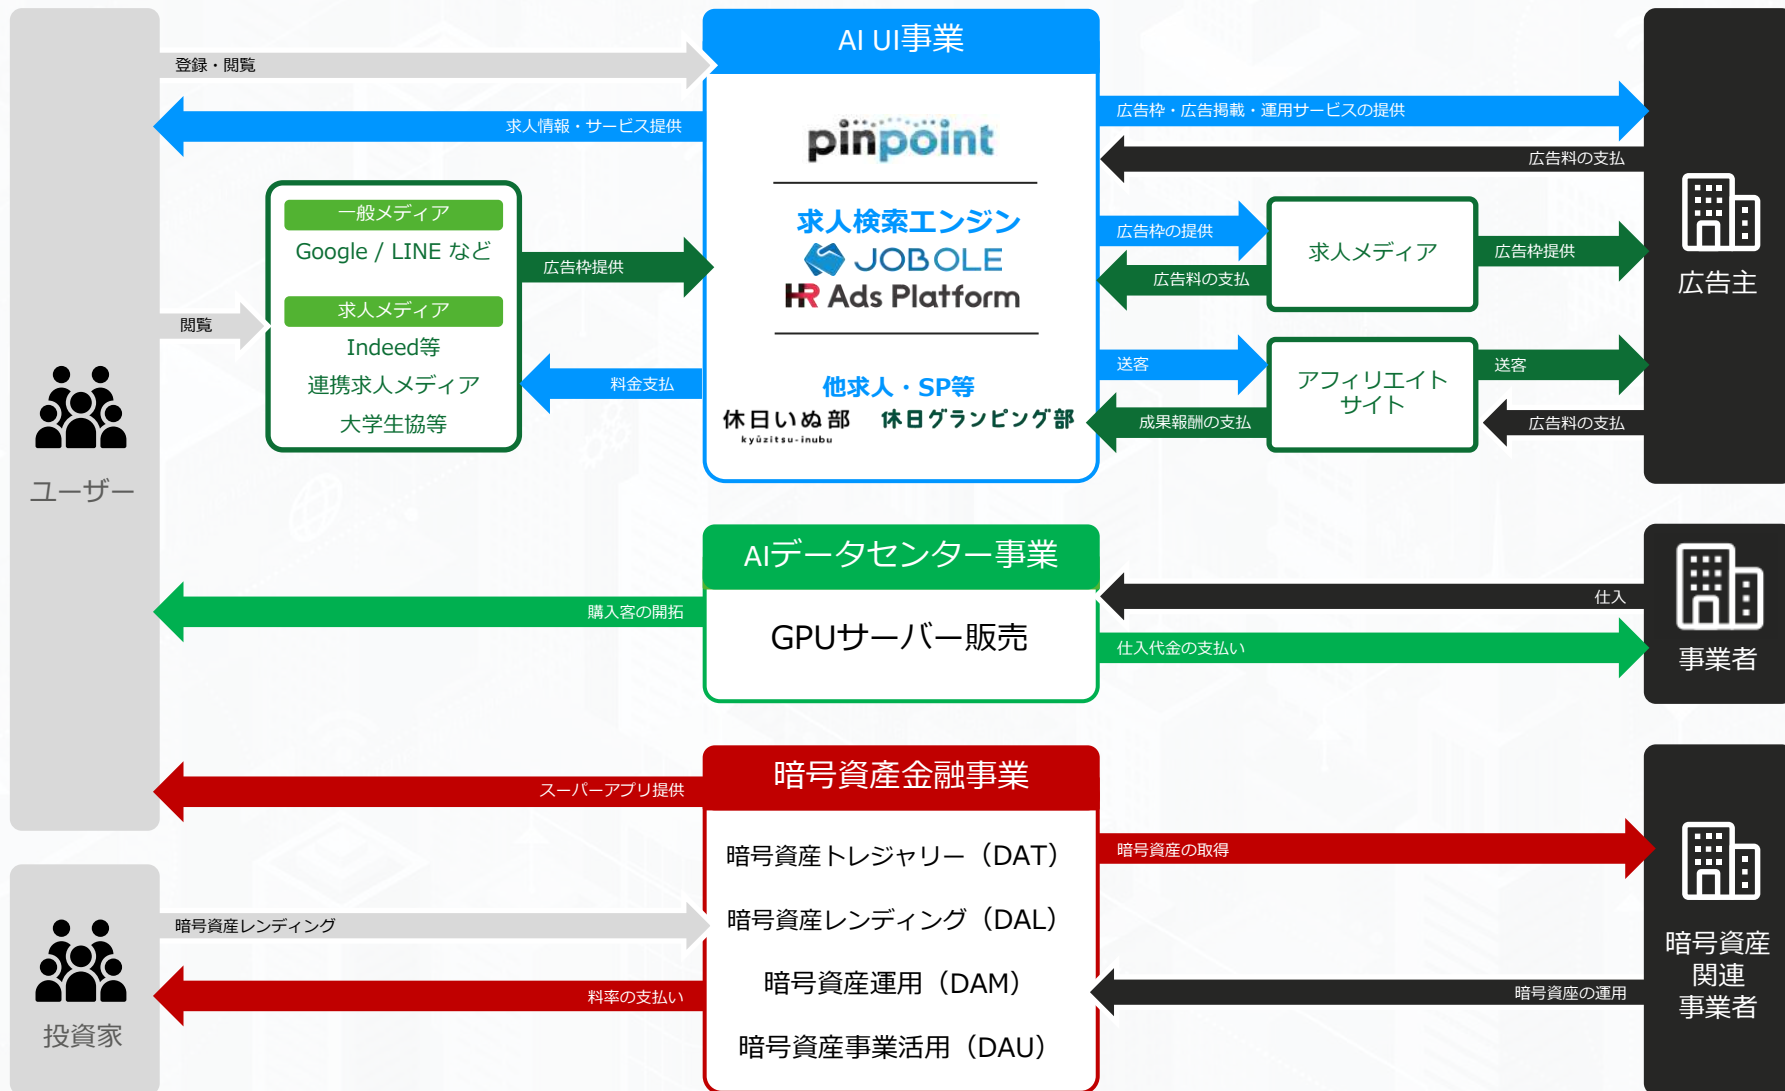 AI UI事業
登録・閲覧
求人情報・サービス提供
pinpoint
広告枠・広告掲載・運用サービスの提供
広告料の支払
一般メディア
Google / LINE など
求人メディア
Indeed等
連携求人メディア
大学生協等
閲覧
広告枠提供
料金支払
求人検索エンジン
JOBOLE
HR Ads Platform
他求人・SP等
休日いぬ部
kyūzitsu-inubu
休日グランピング部
広告枠の提供
広告料の支払
求人メディア
広告枠提供
送客
成果報酬の支払
アフィリエイト
サイト
送客
広告料の支払
広告主
ユーザー
AIデータセンター事業
GPUサーバー販売
購入客の開拓
仕入
仕入代金の支払い
事業者
暗号資産金融事業
スーパーアプリ提供
暗号資産トレジャリー（DAT）
暗号資産レンディング（DAL）
暗号資産運用（DAM）
暗号資産事業活用（DAU）
暗号資産の取得
暗号資産レンディング
料率の支払い
暗号資座の運用
投資家
暗号資産
関連
事業者